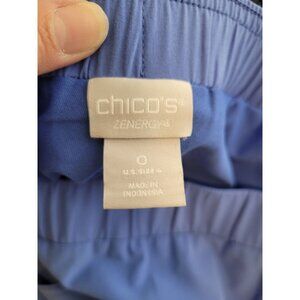 chico's®
ZENERGY®
0
U.S. SIZE 4
MADE IN
INDONESIA